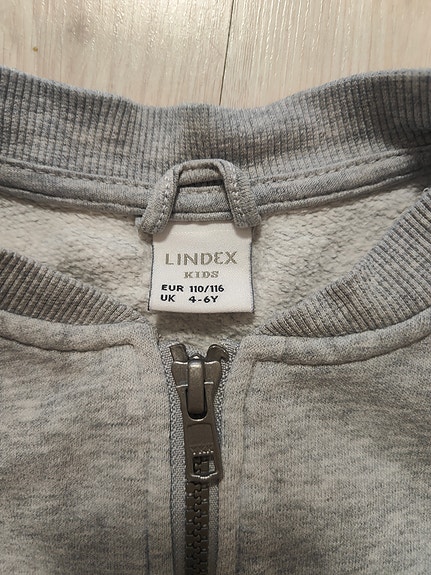 LINDEX
KIDS
EUR 110/116
UK 4-6Y